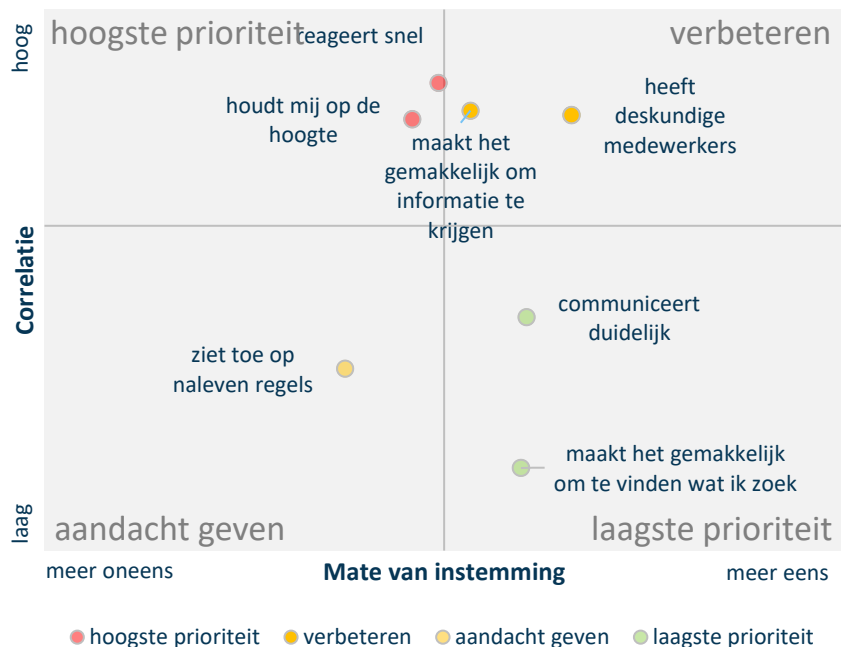 hoogste prioriteit
verbeteren
hoog
reageert snel
houdt mij op de
hoogte
maakt het
gemakkelijk om
informatie te
krijgen
heeft
deskundige
medewerkers
Correlatie
communiceert
duidelijk
ziet toe op
naleven regels
maakt het gemakkelijk
om te vinden wat ik zoek
laag
aandacht geven
laagste prioriteit
meer oneens
Mate van instemming
meer eens
hoogste prioriteit
verbeteren
aandacht geven
laagste prioriteit